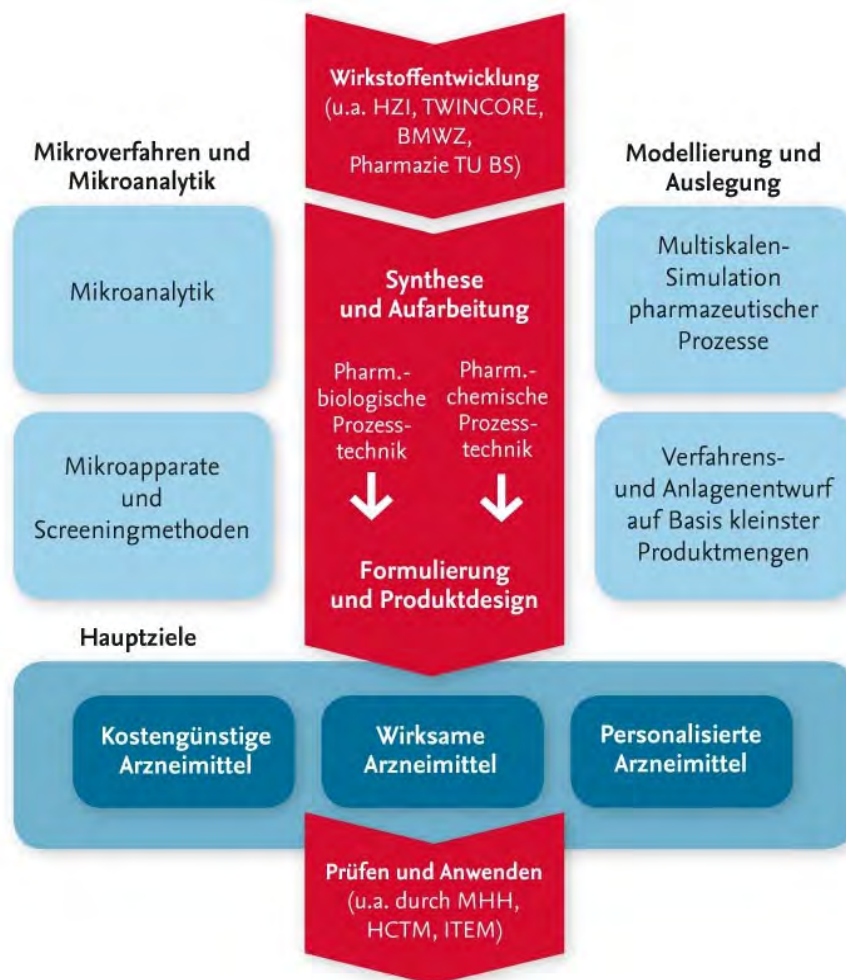 Wirkstoffentwicklung
(u.a. HZI, TWINCORE,
BMWZ,
Pharmazie TU BS)
Mikroverfahren und
Mikroanalytik
Mikroanalytik
Mikroapparate
und
Screeningmethoden
Synthese
und Aufarbeitung
Pharm.-
biologische
Prozess-
technik
Pharm.-
chemische
Prozess-
technik
Formulierung
und Produktdesign
Modellierung und
Auslegung
Multiskalen-
Simulation
pharmazeutischer
Prozesse
Verfahrens-
und Anlagenentwurf
auf Basis kleinster
Produktmengen
Hauptziele
Kostengünstige
Arzneimittel
Wirksame
Arzneimittel
Personalisierte
Arzneimittel
Prüfen und Anwenden
(u.a. durch MHH,
HCTM, ITEM)